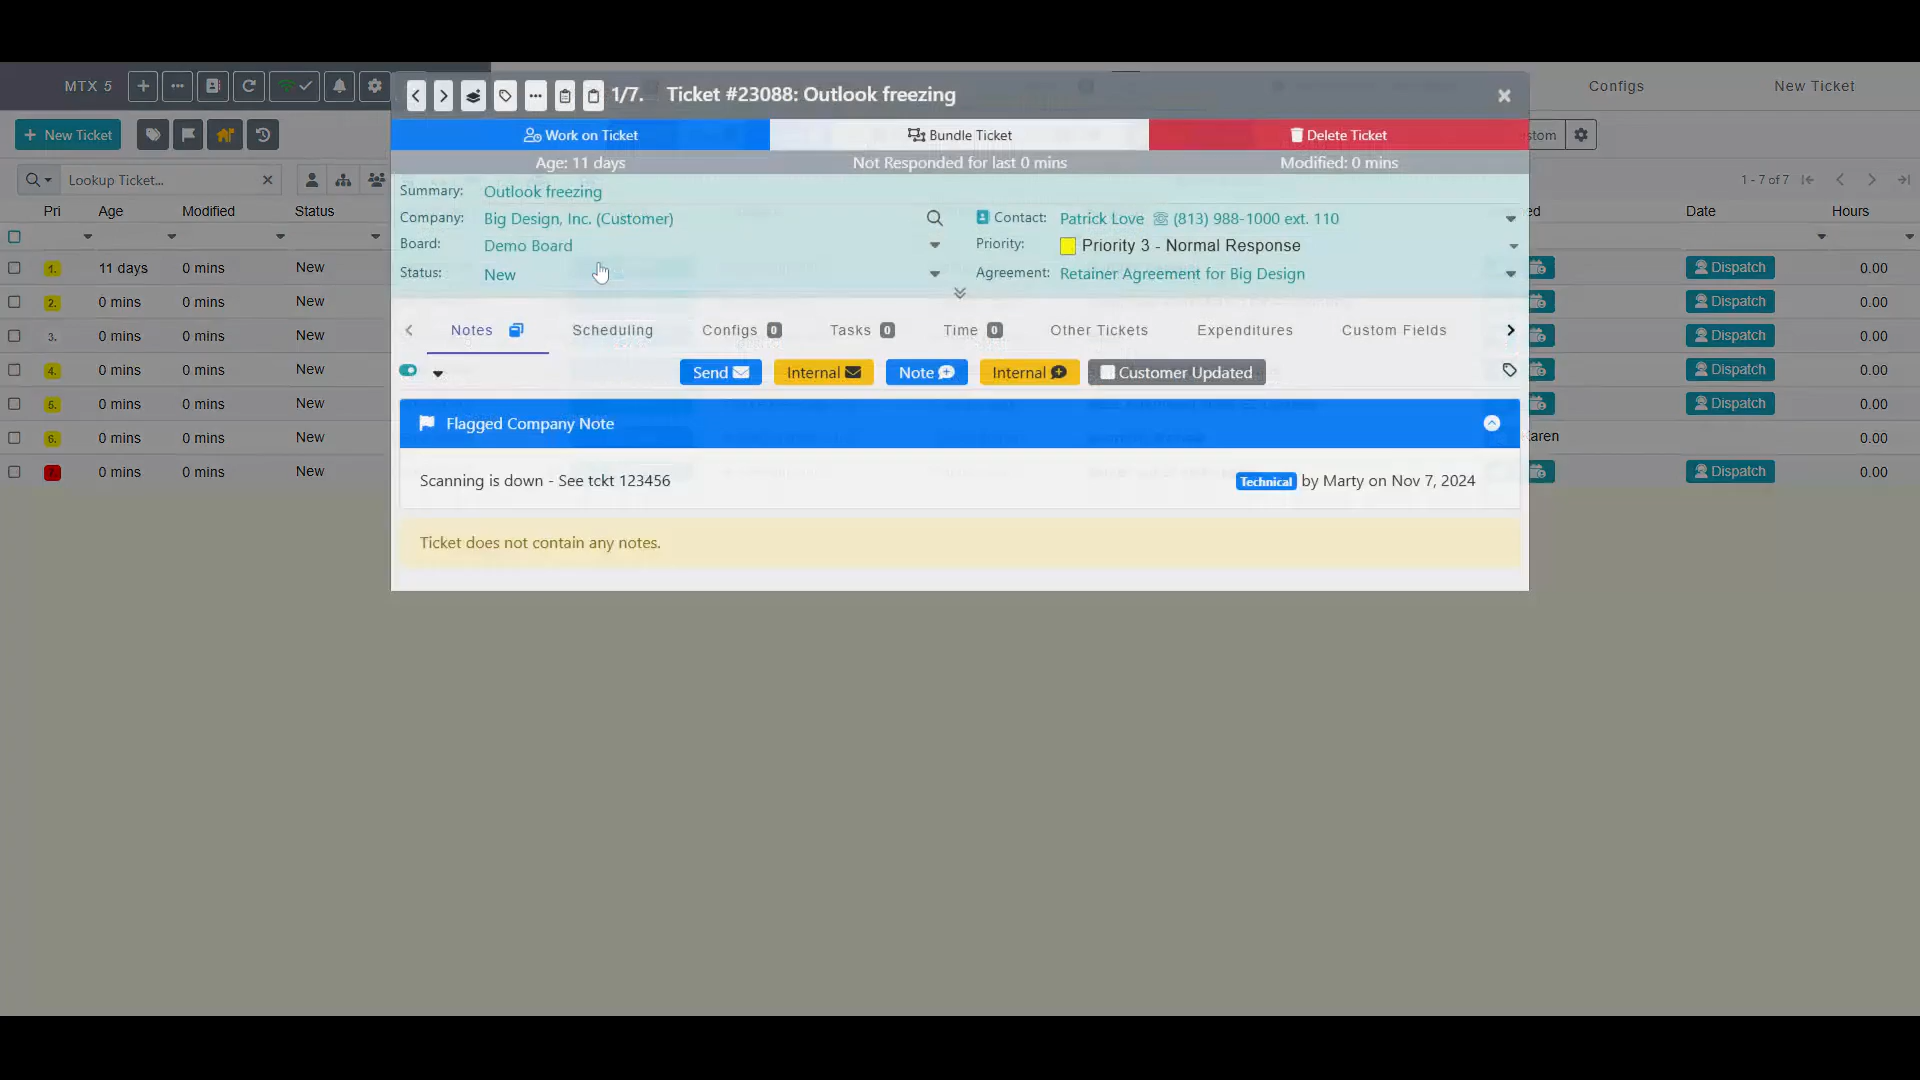 MTX 5
1/7. Ticket #23088: Outlook freezing
Configs
New Ticket
New Ticket
Work on Ticket
Bundle Ticket
Delete Ticket
stom
Age: 11 days
Not Responded for last 0 mins
Modified: 0 mins
Lookup Ticket...
1 - 7 of 7
Summary: Outlook freezing
Company: Big Design, Inc. (Customer)
Contact: Patrick Love (813) 988-1000 ext. 110
Board: Demo Board
Priority: Priority 3 - Normal Response
Status: New
Agreement: Retainer Agreement for Big Design
Pri Age Modified Status
ed Date Hours
1. 11 days 0 mins New Dispatch 0.00
2. 0 mins 0 mins New Dispatch 0.00
3. 0 mins 0 mins New Dispatch 0.00
4. 0 mins 0 mins New Dispatch 0.00
5. 0 mins 0 mins New Dispatch 0.00
6. 0 mins 0 mins New Karen 0.00
0 mins 0 mins New Dispatch 0.00
Notes Scheduling Configs 0 Tasks 0 Time 0 Other Tickets Expenditures Custom Fields
Send Internal Note Internal Customer Updated
Flagged Company Note
Scanning is down - See tckt 123456
Technical by Marty on Nov 7, 2024
Ticket does not contain any notes.